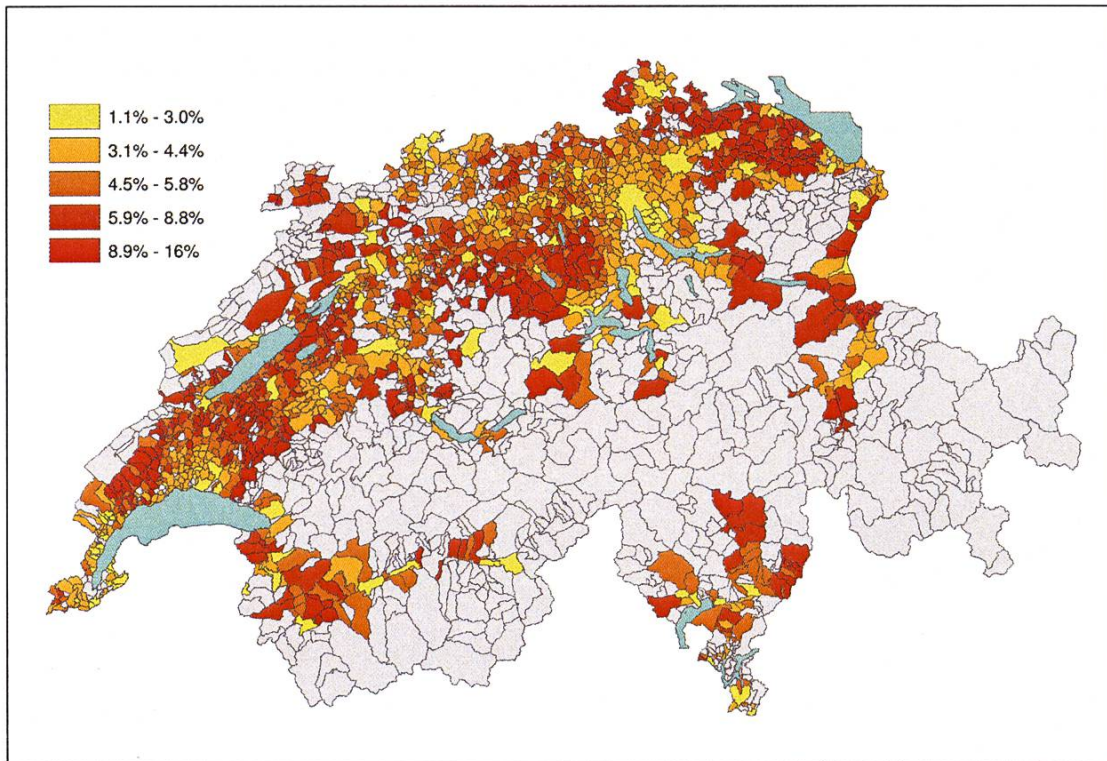 1.1% - 3.0%
3.1% - 4.4%
4.5% - 5.8%
5.9% - 8.8%
8.9% - 16%